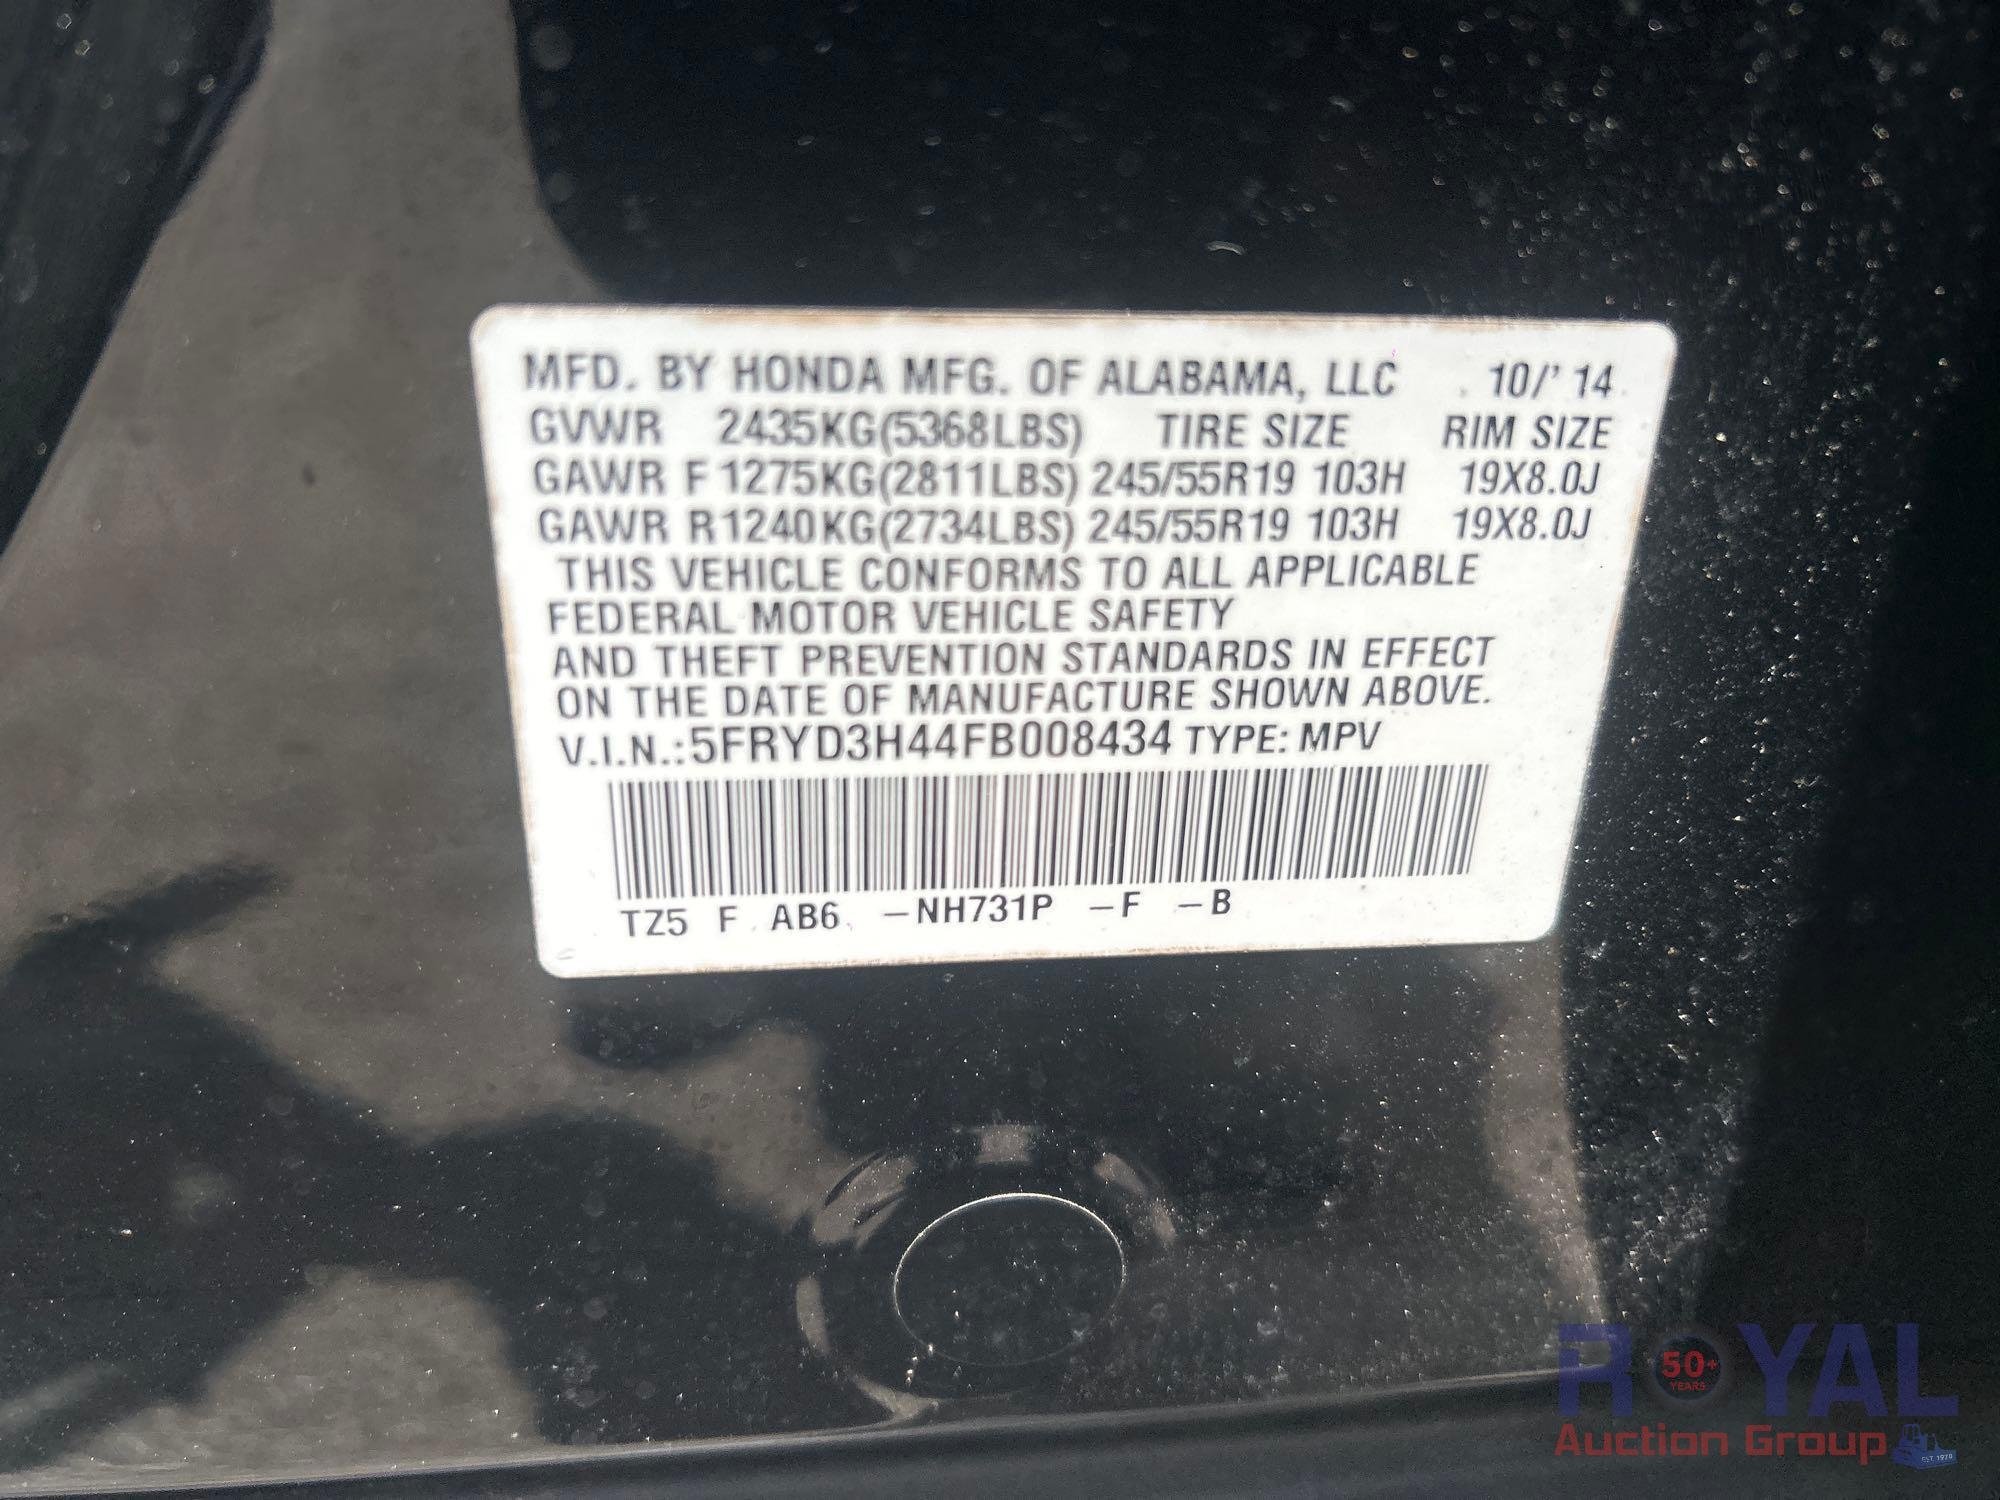 MFD. BY HONDA MFG. OF ALABAMA, LLC 10/' 14
GVWR 2435KG(5368LBS) TIRE SIZE RIM SIZE
GAWR F 1275KG(2811LBS) 245/55R19 103H 19X8.0J
GAWR R1240KG(2734LBS) 245/55R19 103H 19X8.0J
THIS VEHICLE CONFORMS TO ALL APPLICABLE
FEDERAL MOTOR VEHICLE SAFETY
AND THEFT PREVENTION STANDARDS IN EFFECT
ON THE DATE OF MANUFACTURE SHOWN ABOVE.
V.I.N.:5FRYD3H44FB008434 TYPE: MPV
TZ5 F AB6 -NH731P -F -B
ROYAL
50+
YEARS
Auction Group
EST. 1970